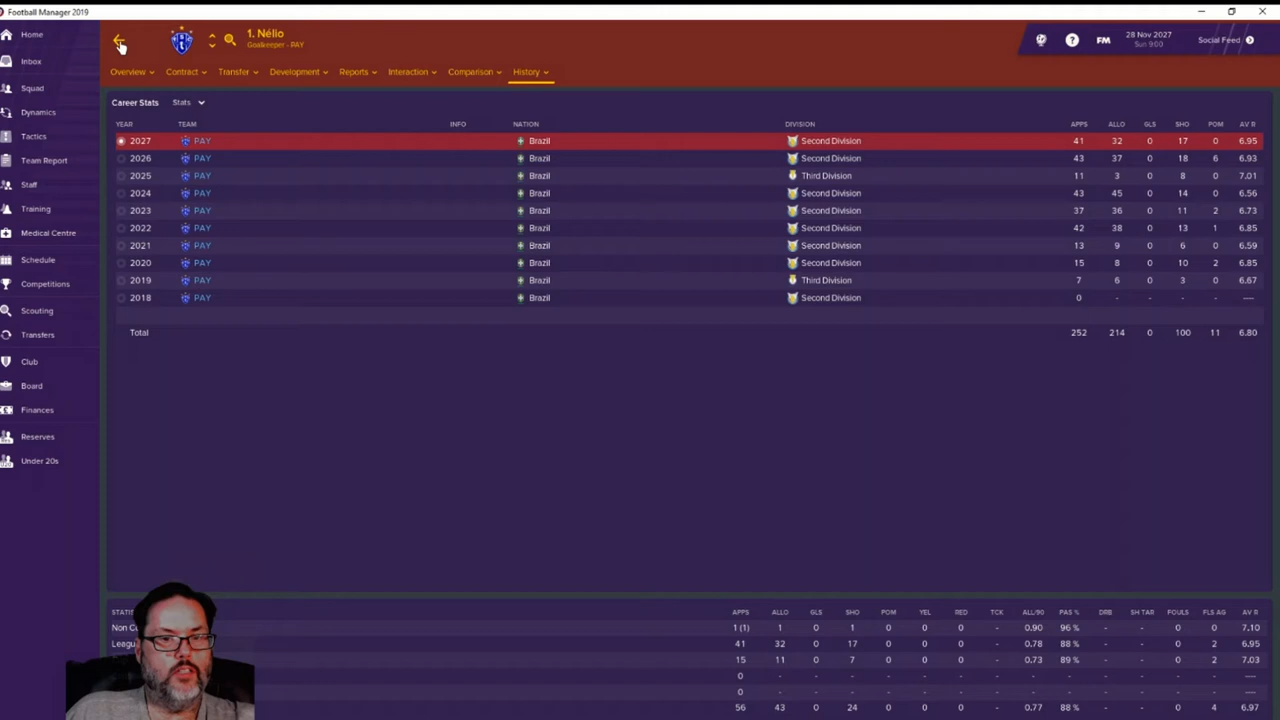 Football Manager 2019
Home
Inbox
Squad
Dynamics
Tactics
Team Report
Staff
Training
Medical Centre
Schedule
Competitions
Scouting
Transfers
Club
Board
Finances
Reserves
Under 20s
1. Nélio
Goalkeeper - PAY
28 Nov 2027
Sun 9:00
FM
Social Feed
Overview Contract Transfer Development Reports Interaction Comparison History
Career Stats Stats
YEAR TEAM INFO NATION DIVISION APPS ALLO GLS SHO POM AV R
2027 PAY Brazil Second Division 41 32 0 17 0 6.95
2026 PAY Brazil Second Division 43 37 0 18 6 6.93
2025 PAY Brazil Third Division 11 3 0 8 0 7.01
2024 PAY Brazil Second Division 43 45 0 14 0 6.56
2023 PAY Brazil Second Division 37 36 0 11 2 6.73
2022 PAY Brazil Second Division 42 38 0 13 1 6.85
2021 PAY Brazil Second Division 13 9 0 6 0 6.59
2020 PAY Brazil Second Division 15 8 0 10 2 6.85
2019 PAY Brazil Third Division 7 6 0 3 0 6.67
2018 PAY Brazil Second Division 0 - - - - ----
Total 252 214 0 100 11 6.80
APPS ALLO GLS SHO POM YEL RED TCK ALL/90 PAS % DRB SH TAR FOULS FLS AG AV R
1 (1) 1 0 1 0 0 0 - 0.90 96 % - - 0 0 7.10
41 32 0 17 0 0 0 - 0.78 88 % - - 0 2 6.95
15 11 0 7 0 0 0 - 0.73 89 % - - 0 2 7.03
0 - - - - - - - - - - - - - -
0 - - - - - - - - - - - - - -
56 43 0 24 0 0 0 - 0.77 88 % - - 0 4 6.97